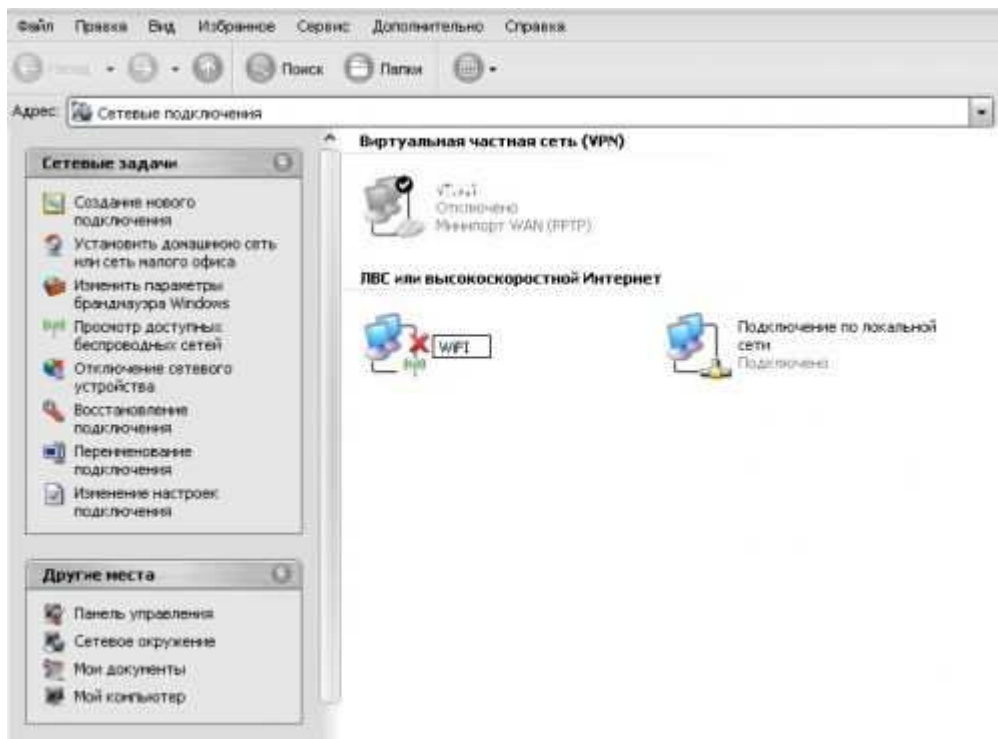 Файл Правка Вид Избранное Сервис Дополнительно Справка
Поиск Папки
Адрес: Сетевые подключения
Сетевые задачи
Создание нового
подключения
Установить домашнюю сеть
или сеть малого офиса
Изменить параметры
брандмауэра Windows
Просмотр доступных
беспроводных сетей
Отключение сетевого
устройства
Восстановление
подключения
Переименование
подключения
Изменение настроек
подключения
Другие места
Панель управления
Сетевое окружение
Мои документы
Мой компьютер
Виртуальная частная сеть (VPN)
Отключено
Минипорт WAN (PPTP)
ЛВС или высокоскоростной Интернет
WIFI
Подключение по локальной
сети
Подключено